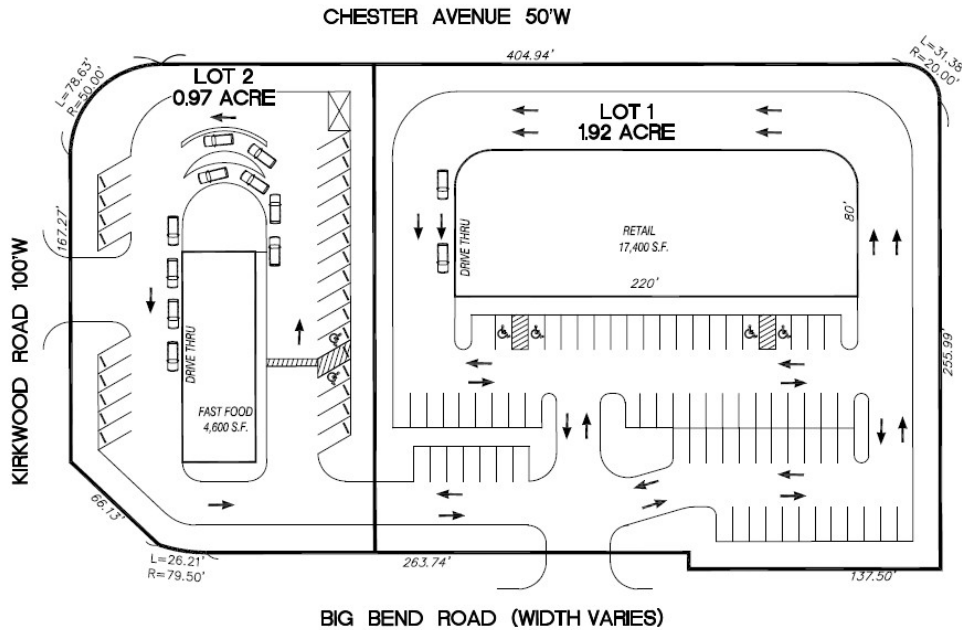 CHESTER AVENUE 50'W
404.94'
L=78.63'
R=50.00'
L=31.38
R=20.00'
LOT 2
0.97 ACRE
LOT 1
1.92 ACRE
167.27'
KIRKWOOD ROAD 100'W
DRIVE THRU
RETAIL
17,400 S.F.
80'
220'
255.99'
DRIVE THRU
FAST FOOD
4,600 S.F.
66.13'
L=26.21'
R=79.50'
263.74'
137.50'
BIG BEND ROAD (WIDTH VARIES)